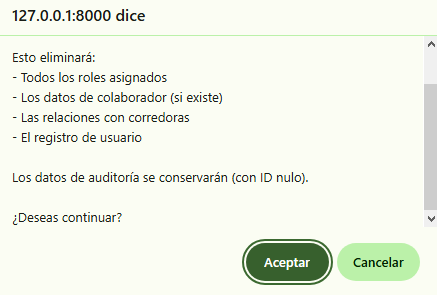 127.0.0.1:8000 dice
Esto eliminará:
- Todos los roles asignados
- Los datos de colaborador (si existe)
- Las relaciones con corredoras
- El registro de usuario
Los datos de auditoría se conservarán (con ID nulo).
¿Deseas continuar?
Aceptar
Cancelar